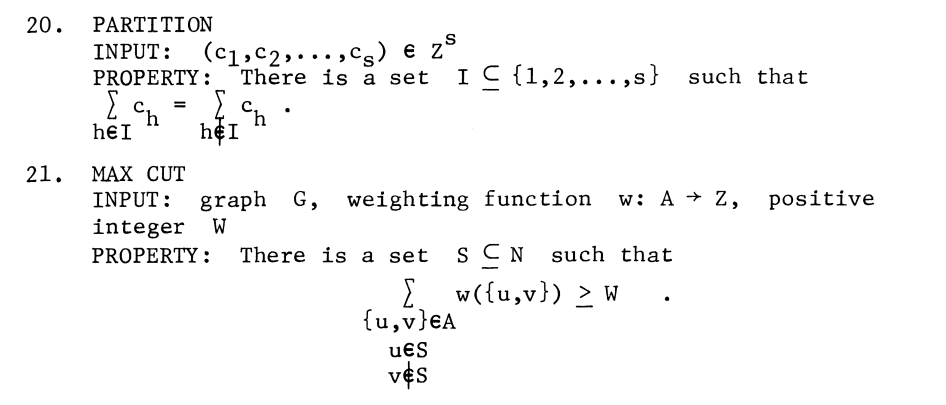 20. PARTITION
INPUT: (c₁,c₂,...,cₛ) ∈ Zˢ
PROPERTY: There is a set I ⊆ {1,2,...,s} such that
∑ cₕ = ∑ cₕ .
h∈I h∉I
21. MAX CUT
INPUT: graph G, weighting function w: A → Z, positive
integer W
PROPERTY: There is a set S ⊆ N such that
∑ w({u,v}) ≥ W .
{u,v}∈A
u∈S
v∉S